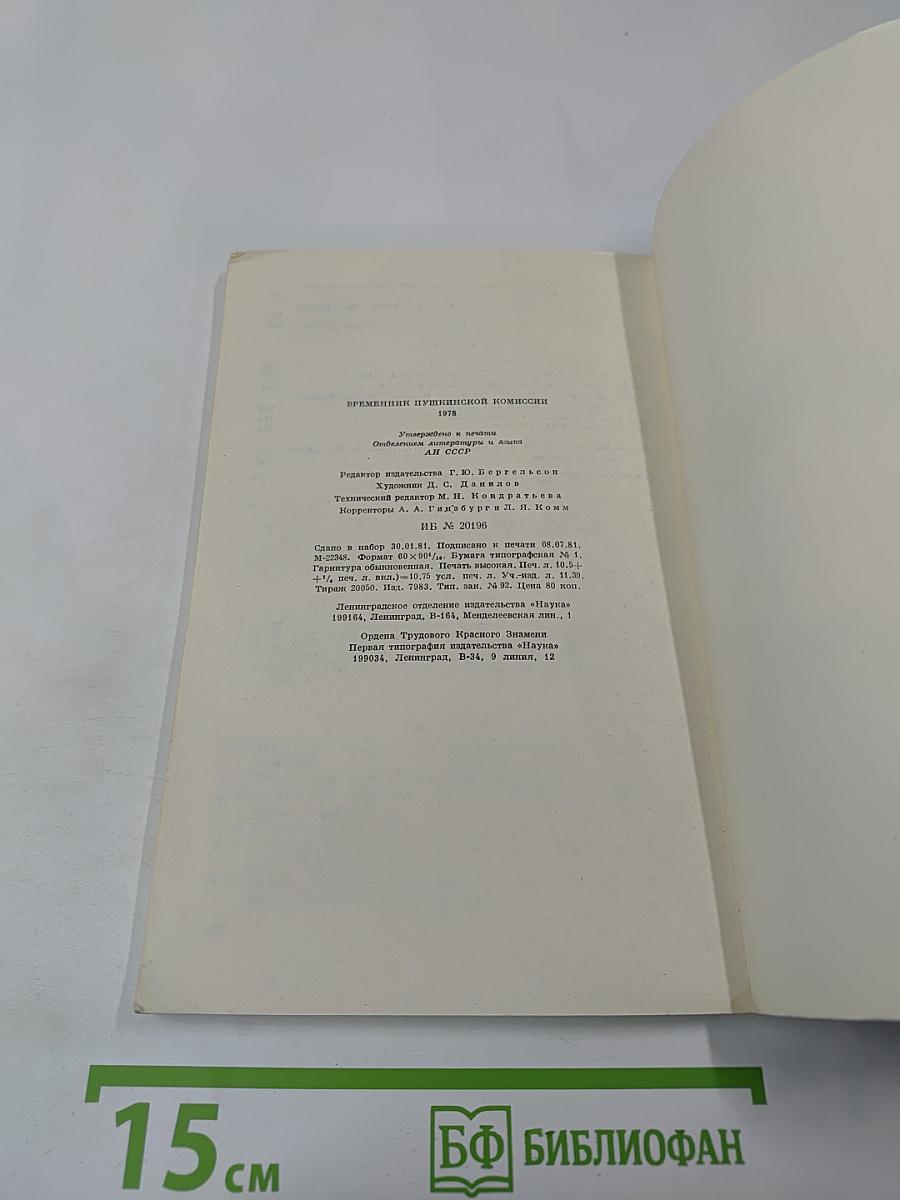 ВРЕМЕННИК ПУШКИНСКОЙ КОМИССИИ
1978
Утверждено к печати
Отделением литературы и языка
АН СССР
Редактор издательства Г. Ю. Бергельсон
Художник Д. С. Данилов
Технический редактор М. Н. Кондратьева
Корректоры А. А. Гинзбург и Л. Я. Комм
ИБ № 20196
Сдано в набор 30.01.81. Подписано к печати 08.07.81.
М-22348. Формат 60×90¹/₁₆. Бумага типографская № 1.
Гарнитура обыкновенная. Печать высокая. Печ. л. 10.5+
+¹/₄ печ. л. вкл.)=10.75 усл. печ. л. Уч.-изд. л. 11.39.
Тираж 20050. Изд. 7983. Тип. зак. № 92. Цена 80 коп.
Ленинградское отделение издательства «Наука»
199164, Ленинград, В-164, Менделеевская лин., 1
Ордена Трудового Красного Знамени
Первая типография издательства «Наука»
199034, Ленинград, В-34, 9 линия, 12
15 см
БФ БИБЛИОФАН